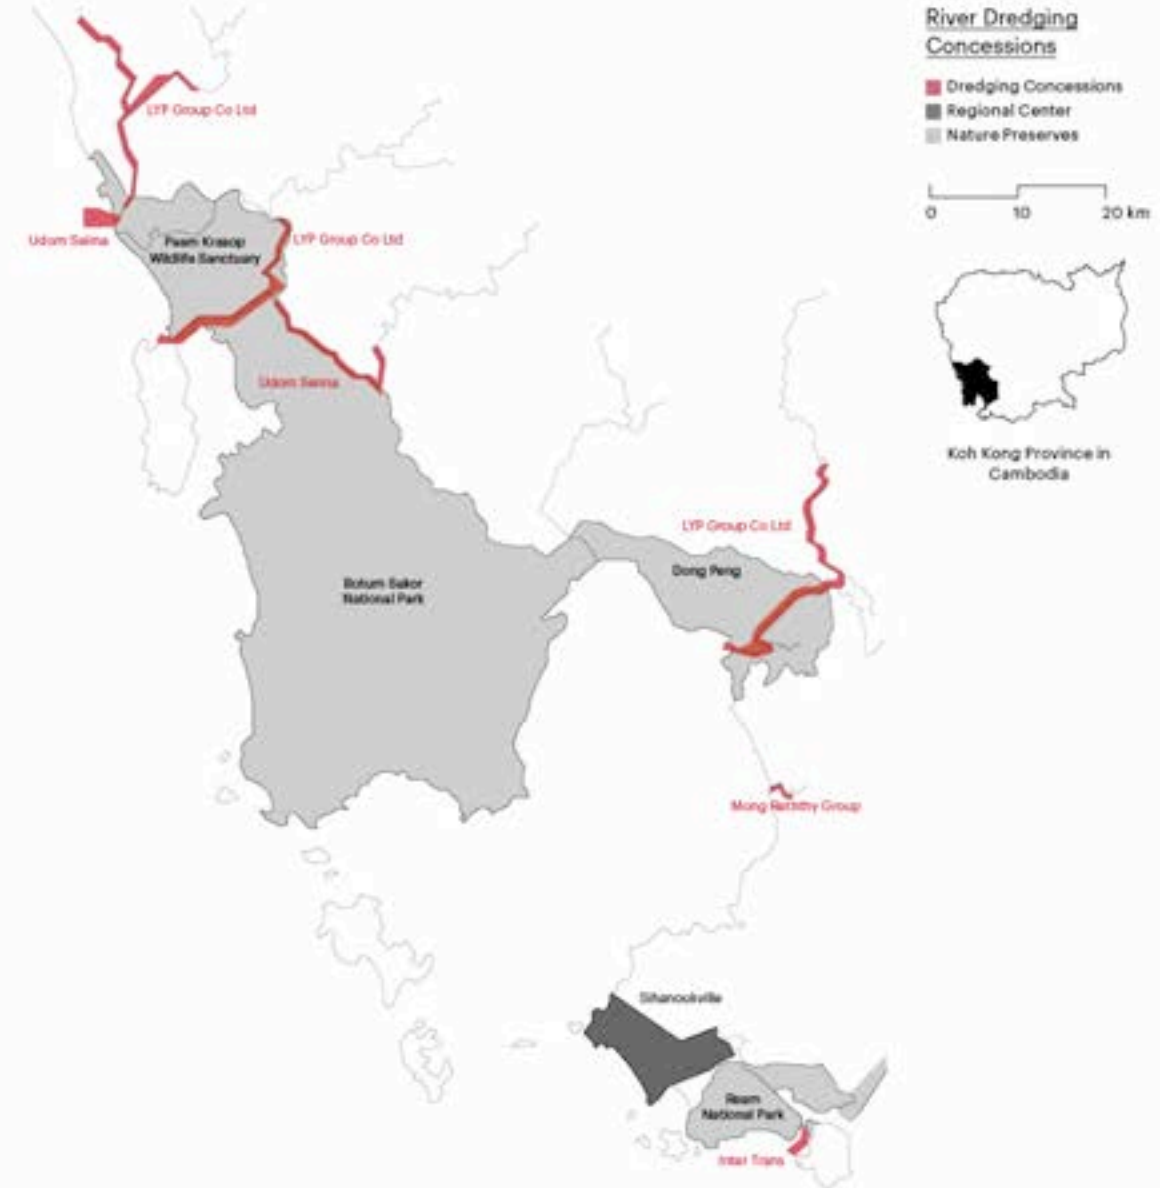 River Dredging
Concessions
Dredging Concessions
Regional Center
Nature Preserves
0 10 20 km
Koh Kong Province in
Cambodia
LYP Group Co Ltd
Udom Seima
Peam Krasop
Wildlife Sanctuary
LYP Group Co Ltd
Udom Seima
LYP Group Co Ltd
Dong Peng
Botum Sakor
National Park
Mong Reththy Group
Sihanoukville
Ream
National Park
Inter Trans